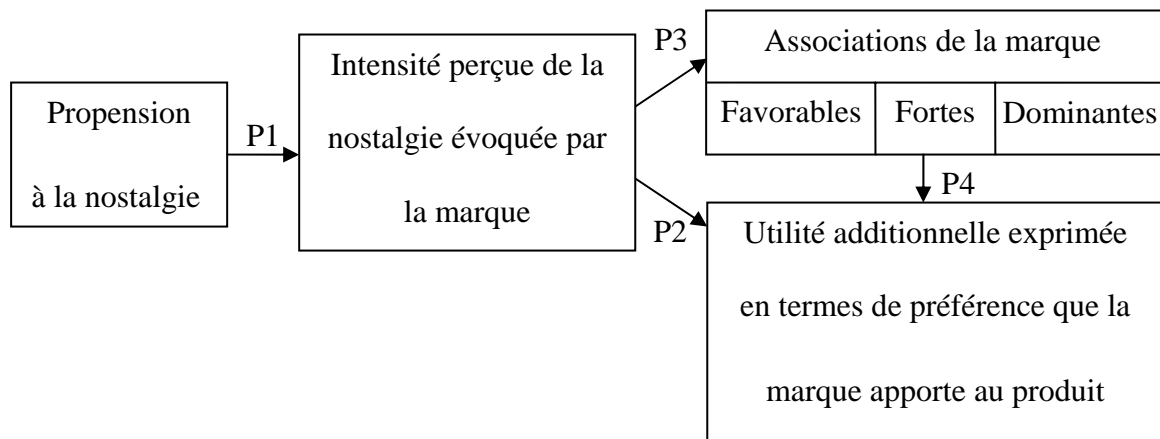 Propension
à la nostalgie
P1
Intensité perçue de la
nostalgie évoquée par
la marque
P3
Associations de la marque
Favorables Fortes Dominantes
P4
P2
Utilité additionnelle exprimée
en termes de préférence que la
marque apporte au produit